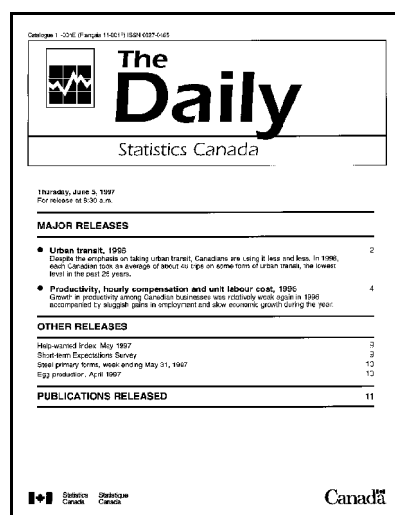 Catalogue 11-001E (Français 11-001F) ISSN 0827-0465
The
Daily
Statistics Canada
Thursday, June 5, 1997
For release at 8:30 a.m.
MAJOR RELEASES
● Urban transit, 1996 2
Despite the emphasis on taking urban transit, Canadians are using it less and less. In 1996,
each Canadian took an average of about 48 trips on some form of urban transit, the lowest
level in the past 25 years.
● Productivity, hourly compensation and unit labour cost, 1996 4
Growth in productivity among Canadian businesses was relatively weak again in 1996
accompanied by sluggish gains in employment and slow economic growth during the year.
OTHER RELEASES
Help-wanted Index, May 1997 9
Short-term Expectations Survey 9
Steel primary forms, week ending May 31, 1997 10
Egg production, April 1997 10
PUBLICATIONS RELEASED 11
Statistics Statistique
Canada Canada
Canada